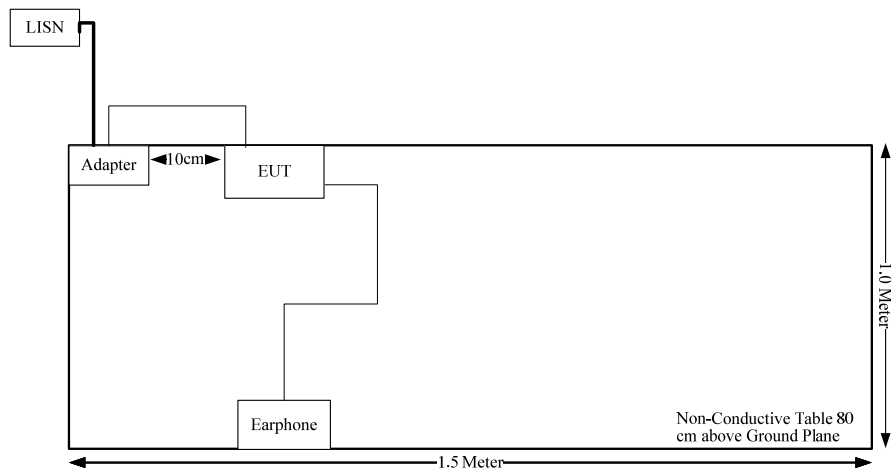 LISN
Adapter
10cm
EUT
1.0 Meter
Earphone
Non-Conductive Table 80
cm above Ground Plane
1.5 Meter